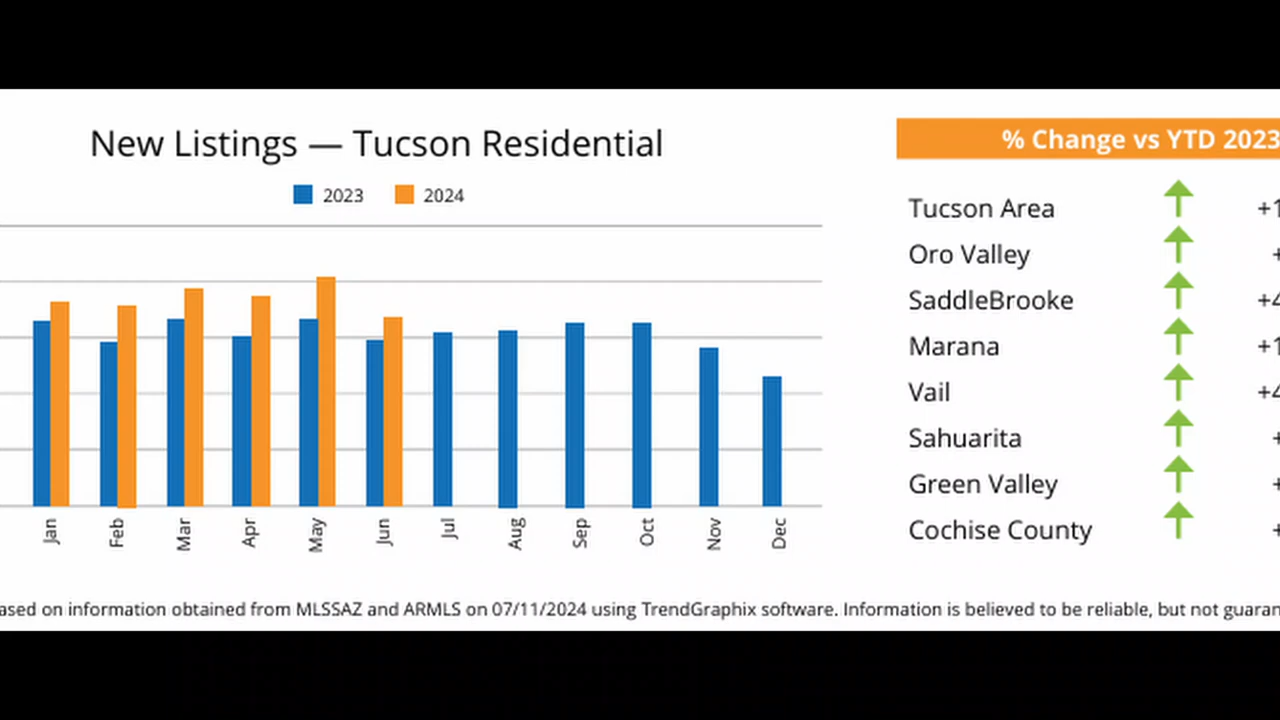 New Listings — Tucson Residential
2023 2024
Jan Feb Mar Apr May Jun Jul Aug Sep Oct Nov Dec
% Change vs YTD 2023
Tucson Area
Oro Valley
SaddleBrooke
Marana
Vail
Sahuarita
Green Valley
Cochise County
on information obtained from MLSSAZ and ARMLS on 07/11/2024 using TrendGraphix software. Information is believed to be reliable, but not